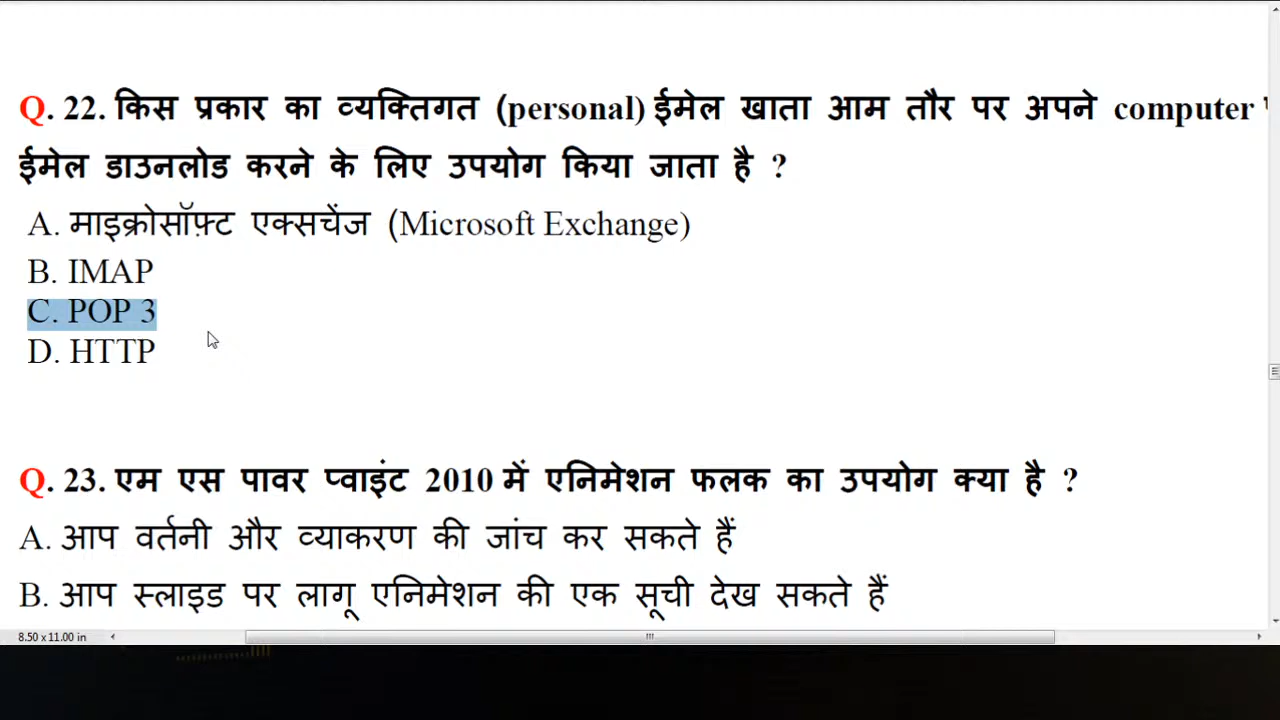 Q. 22. किस प्रकार का व्यक्तिगत (personal) ईमेल खाता आम तौर पर अपने computer
ईमेल डाउनलोड करने के लिए उपयोग किया जाता है ?
A. माइक्रोसॉफ़्ट एक्सचेंज (Microsoft Exchange)
B. IMAP
C. POP 3
D. HTTP
Q. 23. एम एस पावर प्वाइंट 2010 में एनिमेशन फलक का उपयोग क्या है ?
A. आप वर्तनी और व्याकरण की जांच कर सकते हैं
B. आप स्लाइड पर लागू एनिमेशन की एक सूची देख सकते हैं
8.50 x 11.00 in